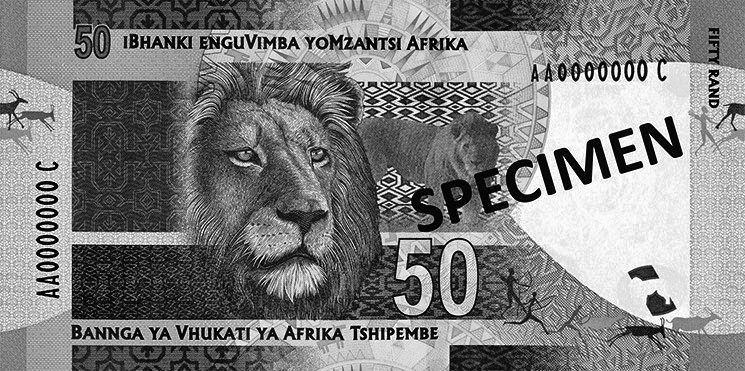 50 iBhanki enguVimba yoMzantsi Afrika
AA0000000 C
FIFTY RAND
AA0000000 C
SPECIMEN
50
Bannga ya Vhukati ya Afrika Tshipembe